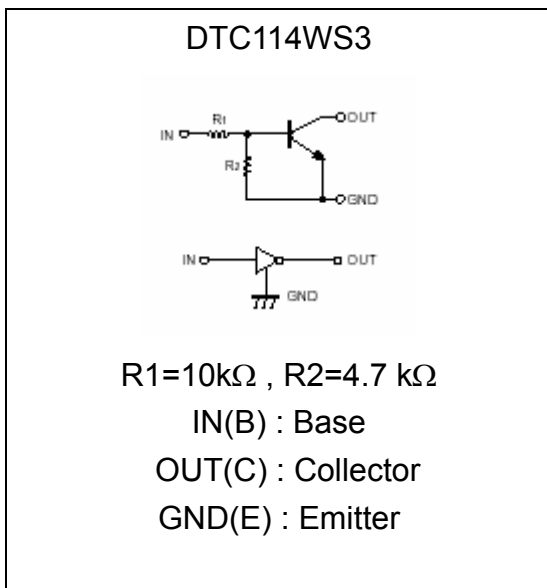 DTC114WS3
R1
OUT
IN
R2
GND
IN
OUT
GND
R1=10kΩ , R2=4.7 kΩ
IN(B) : Base
OUT(C) : Collector
GND(E) : Emitter